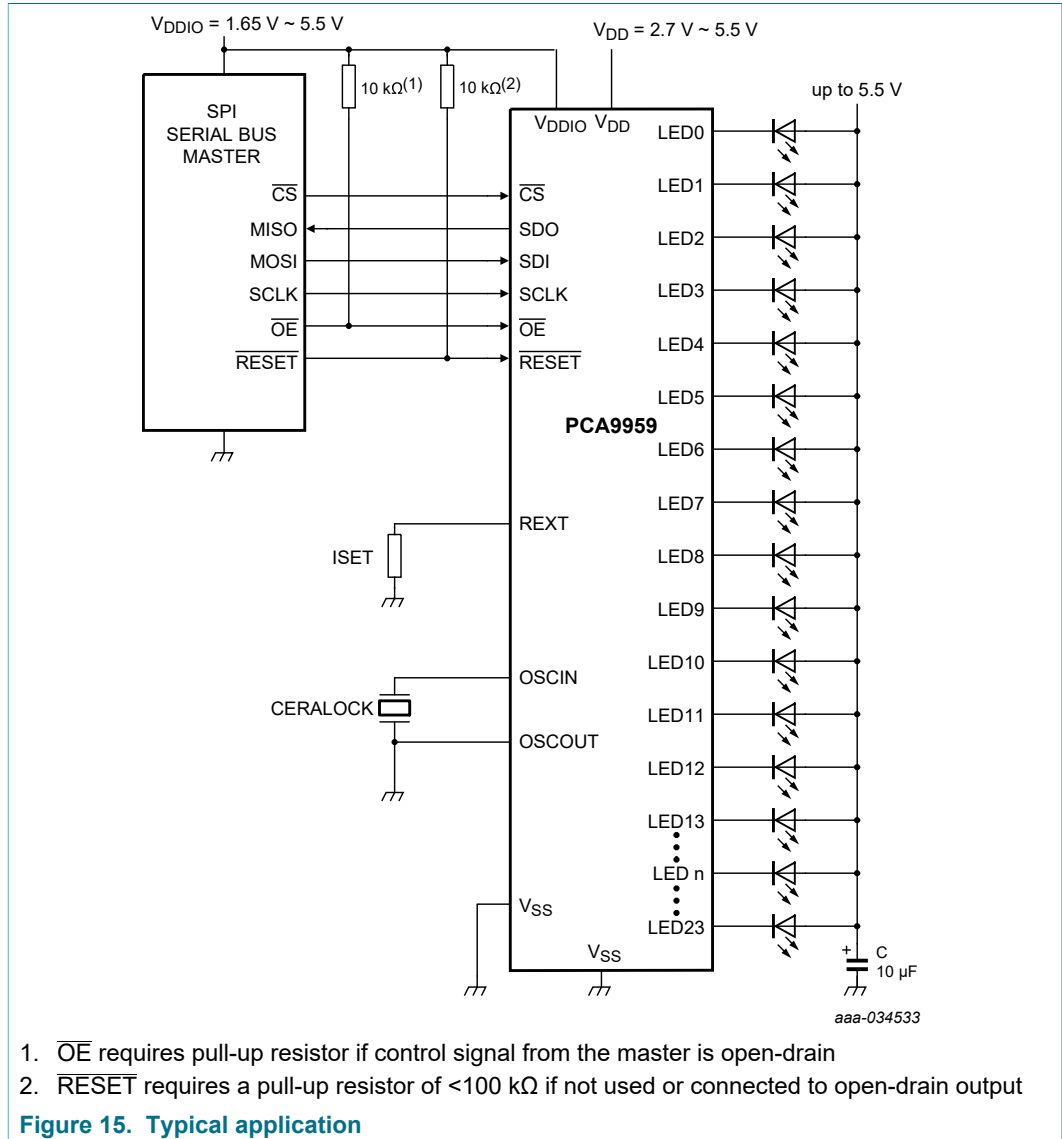 VDDIO = 1.65 V ~ 5.5 V
VDD = 2.7 V ~ 5.5 V
10 kΩ(1)
10 kΩ(2)
up to 5.5 V
SPI
SERIAL BUS
MASTER
CS
MISO
MOSI
SCLK
OE
RESET
VDDIO
VDD
CS
SDO
SDI
SCLK
OE
RESET
PCA9959
REXT
ISET
OSCIN
CERALOCK
OSCOUT
VSS
VSS
LED0
LED1
LED2
LED3
LED4
LED5
LED6
LED7
LED8
LED9
LED10
LED11
LED12
LED13
LED n
LED23
+
C
10 µF
aaa-034533
1. OE requires pull-up resistor if control signal from the master is open-drain
2. RESET requires a pull-up resistor of <100 kΩ if not used or connected to open-drain output
Figure 15. Typical application